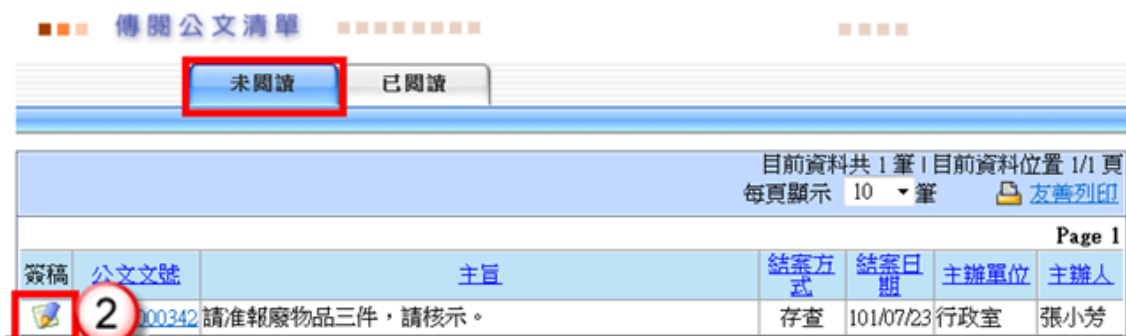 傳閱公文清單
未閱讀 已閱讀
目前資料共 1 筆 | 目前資料位置 1/1 頁
每頁顯示 10 筆 友善列印
Page 1
簽稿 公文文號 主旨 結案方式 結案日期 主辦單位 主辦人
2 000342 請准報廢物品三件，請核示。 存查 101/07/23 行政室 張小芳